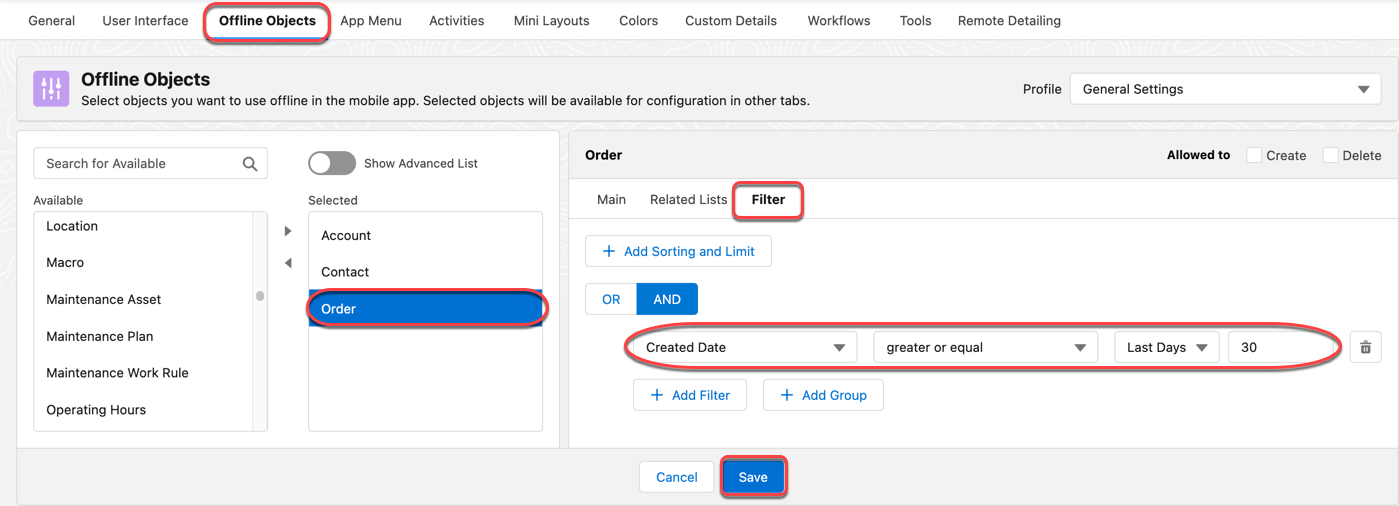 General User Interface Offline Objects App Menu Activities Mini Layouts Colors Custom Details Workflows Tools Remote Detailing
Offline Objects
Select objects you want to use offline in the mobile app. Selected objects will be available for configuration in other tabs.
Profile General Settings
Search for Available
Show Advanced List
Available
Location
Macro
Maintenance Asset
Maintenance Plan
Maintenance Work Rule
Operating Hours
Selected
Account
Contact
Order
Order
Allowed to Create Delete
Main Related Lists Filter
+ Add Sorting and Limit
OR AND
Created Date greater or equal Last Days 30
+ Add Filter + Add Group
Cancel Save